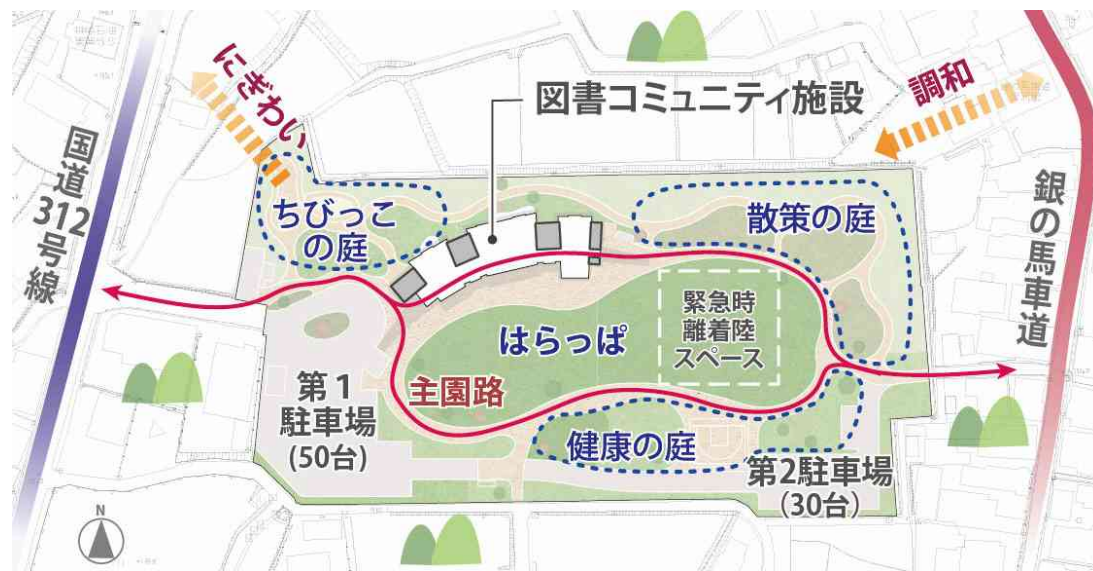 にぎわい
図書コミュニティ施設
調和
国道312号線
ちびっこ
の庭
散策の庭
銀の馬車道
緊急時
離着陸
スペース
はらっぱ
主園路
第1
駐車場
(50台)
健康の庭
第2駐車場
(30台)
N